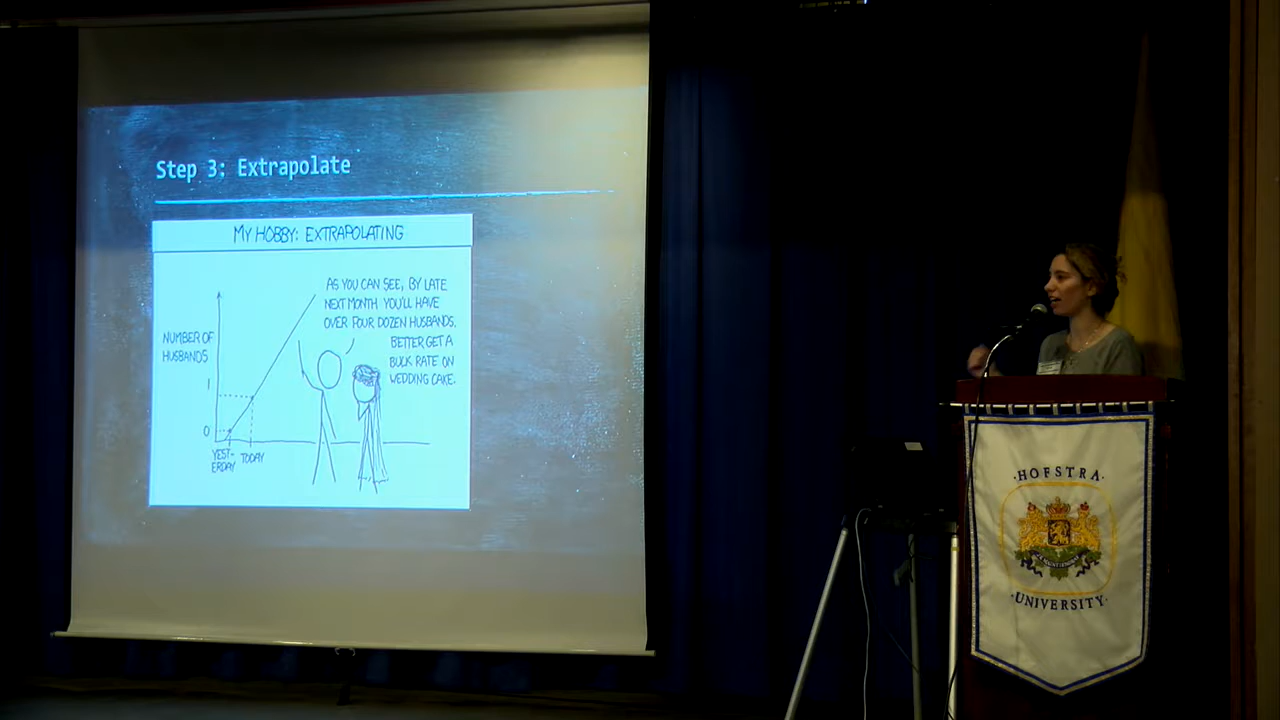 Step 3: Extrapolate
MY HOBBY: EXTRAPOLATING
AS YOU CAN SEE, BY LATE
NEXT MONTH YOU'LL HAVE
OVER FOUR DOZEN HUSBANDS.
BETTER GET A
BULK RATE ON
WEDDING CAKE.
NUMBER OF
HUSBANDS
1
0
YEST-
ERDAY
TODAY
·HOFSTRA·
·UNIVERSITY·